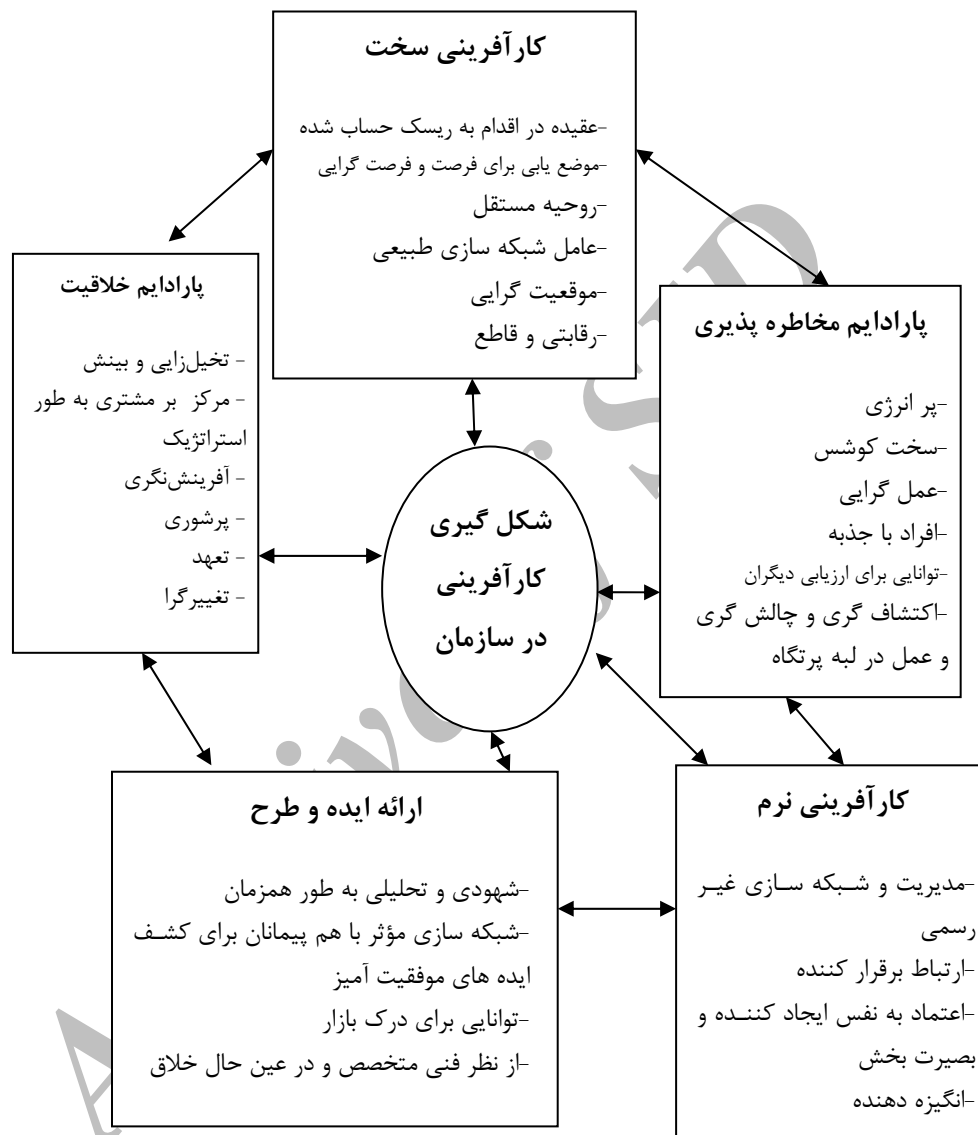 کارآفرینی سخت
-عقیده در اقدام به ریسک حساب شده
-موضع یابی برای فرصت و فرصت گرایی
-روحیه مستقل
-عامل شبکه سازی طبیعی
-موقعیت گرایی
-رقابتی و قاطع
پارادایم مخاطره پذیری
-پر انرژی
-سخت کوشس
-عمل گرایی
-افراد با جذبه
-توانایی برای ارزیابی دیگران
-اکتشاف گری و چالش گری
و عمل در لبه پرتگاه
پارادایم خلاقیت
- تخیل‌زایی و بینش
- مرکز بر مشتری به طور
استراتژیک
- آفرینش‌نگری
- پرشوری
- تعهد
- تغییرگرا
شکل گیری
کارآفرینی
در سازمان
کارآفرینی نرم
-مدیریت و شبکه سازی غیر
رسمی
-ارتباط برقرار کننده
-اعتماد به نفس ایجاد کننده و
بصیرت بخش
-انگیزه دهنده
ارائه ایده و طرح
-شهودی و تحلیلی به طور همزمان
-شبکه سازی مؤثر با هم پیمانان برای کشف
ایده های موفقیت آمیز
-توانایی برای درک بازار
-از نظر فنی متخصص و در عین حال خلاق